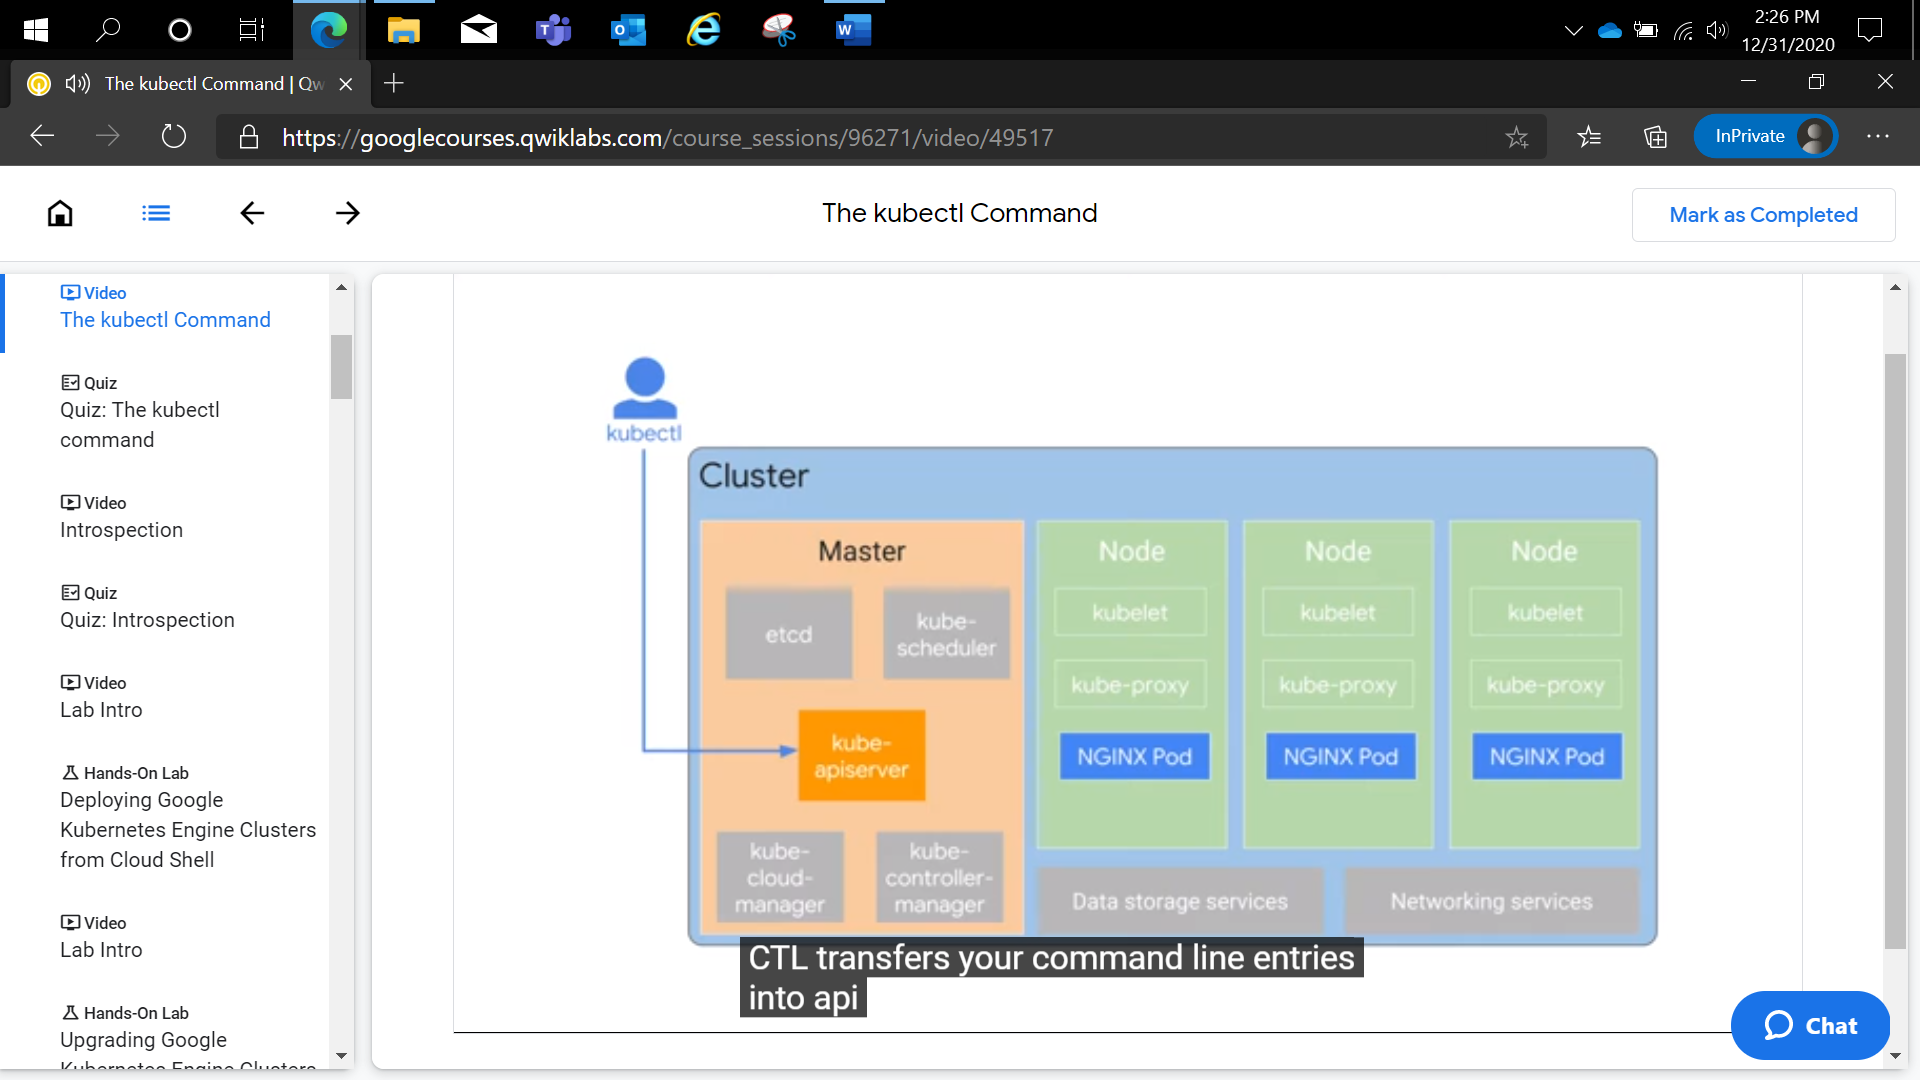 2:26 PM
12/31/2020
The kubectl Command | Qw
https://googlecourses.qwiklabs.com/course_sessions/96271/video/49517
InPrivate
The kubectl Command
Mark as Completed
Video
The kubectl Command
Quiz
Quiz: The kubectl
command
Video
Introspection
Quiz
Quiz: Introspection
Video
Lab Intro
Hands-On Lab
Deploying Google
Kubernetes Engine Clusters
from Cloud Shell
Video
Lab Intro
Hands-On Lab
Upgrading Google
Kubernetes Engine Clusters
kubectl
Cluster
Master
etcd
kube-
scheduler
kube-
apiserver
kube-
cloud-
manager
kube-
controller-
manager
Node
kubelet
kube-proxy
NGINX Pod
Node
kubelet
kube-proxy
NGINX Pod
Node
kubelet
kube-proxy
NGINX Pod
Data storage services
Networking services
CTL transfers your command line entries
into api
Chat